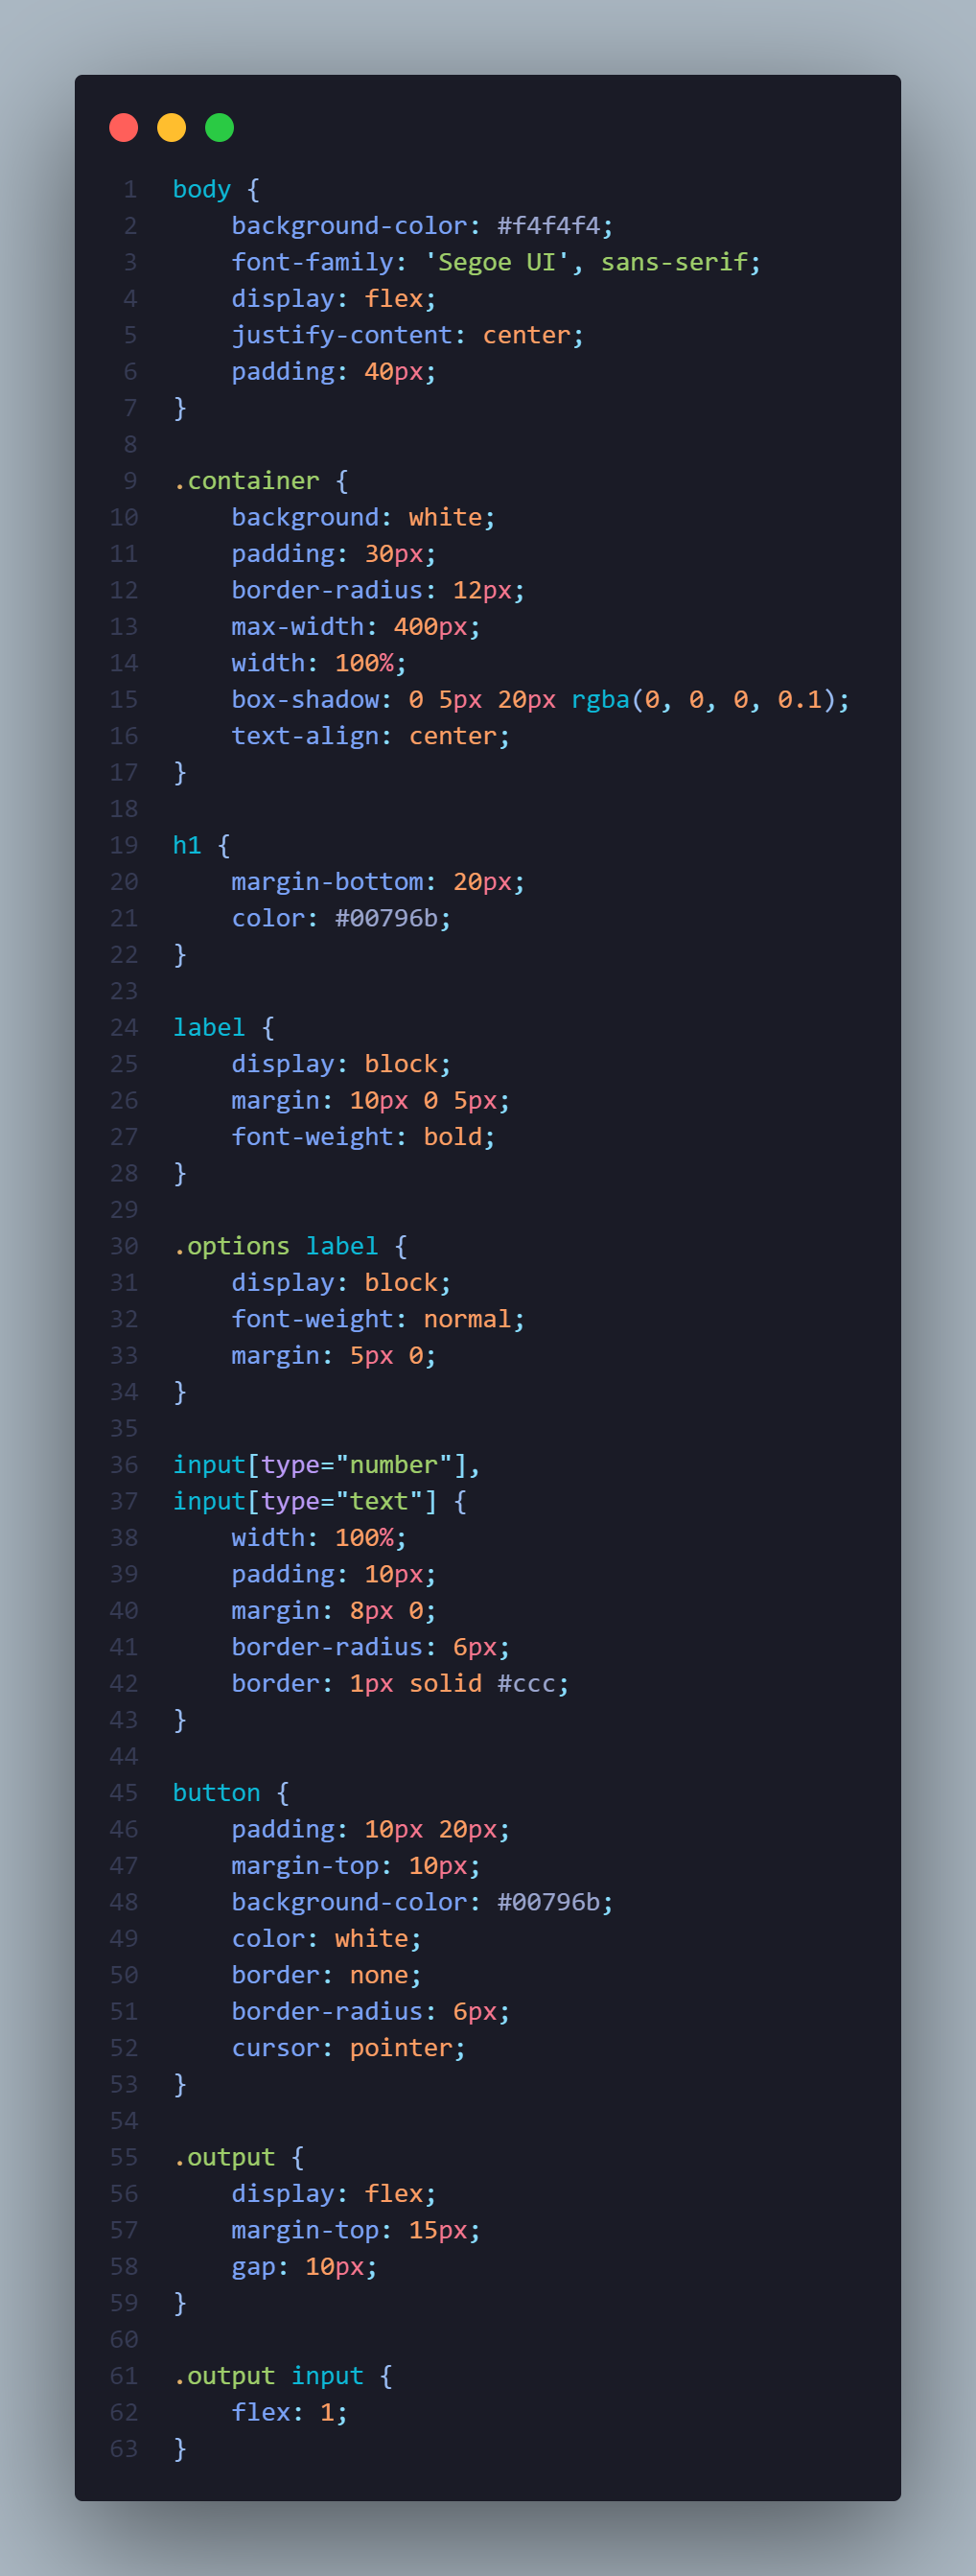 1 body {
2     background-color: #f4f4f4;
3     font-family: 'Segoe UI', sans-serif;
4     display: flex;
5     justify-content: center;
6     padding: 40px;
7 }
8
9 .container {
10     background: white;
11     padding: 30px;
12     border-radius: 12px;
13     max-width: 400px;
14     width: 100%;
15     box-shadow: 0 5px 20px rgba(0, 0, 0, 0.1);
16     text-align: center;
17 }
18
19 h1 {
20     margin-bottom: 20px;
21     color: #00796b;
22 }
23
24 label {
25     display: block;
26     margin: 10px 0 5px;
27     font-weight: bold;
28 }
29
30 .options label {
31     display: block;
32     font-weight: normal;
33     margin: 5px 0;
34 }
35
36 input[type="number"],
37 input[type="text"] {
38     width: 100%;
39     padding: 10px;
40     margin: 8px 0;
41     border-radius: 6px;
42     border: 1px solid #ccc;
43 }
44
45 button {
46     padding: 10px 20px;
47     margin-top: 10px;
48     background-color: #00796b;
49     color: white;
50     border: none;
51     border-radius: 6px;
52     cursor: pointer;
53 }
54
55 .output {
56     display: flex;
57     margin-top: 15px;
58     gap: 10px;
59 }
60
61 .output input {
62     flex: 1;
63 }